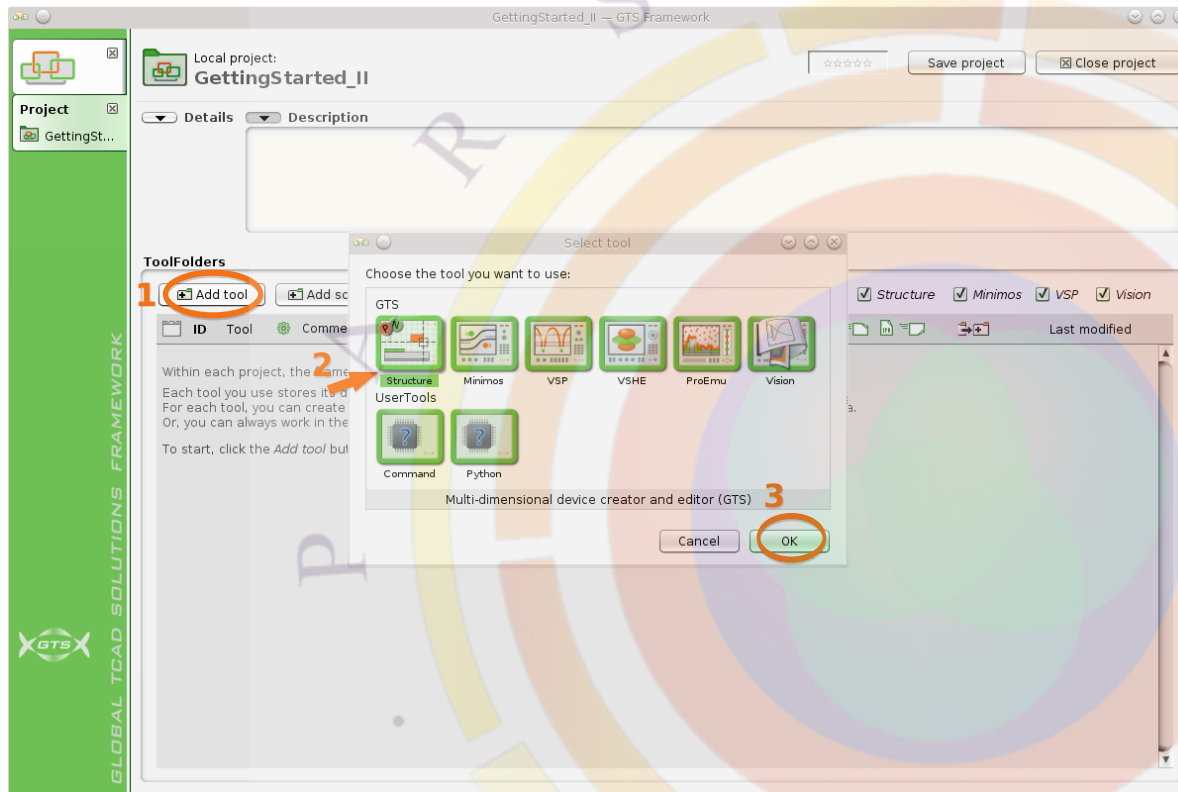 GettingStarted_II — GTS Framework
Local project:
GettingStarted_II
Save project
Close project
Project
GettingSt...
Details
Description
Select tool
ToolFolders
Choose the tool you want to use:
1
Add tool
Add sc
Structure
Minimos
VSP
Vision
GTS
ID
Tool
Comme
Last modified
2
Within each project, the
Structure
Minimos
VSP
VSHE
ProEmu
Vision
Each tool you use stores its d
UserTools
For each tool, you can create
a.
Or, you can always work in the
To start, click the Add tool but
Command
Python
Multi-dimensional device creator and editor (GTS)
3
Cancel
OK
GTS
GLOBAL TCAD SOLUTIONS FRAMEWORK
P A R S